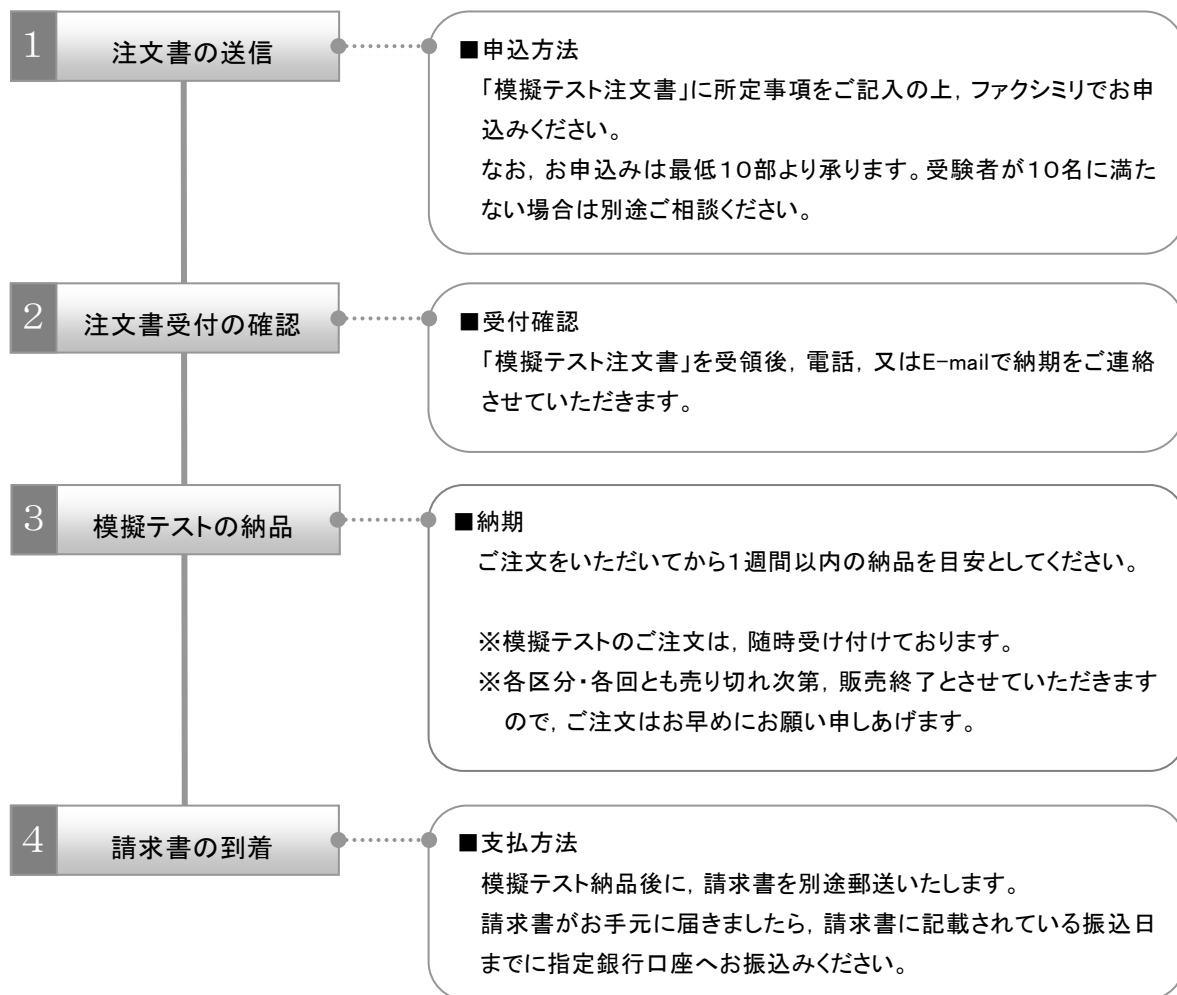 1
注文書の送信
■申込方法
「模擬テスト注文書」に所定事項をご記入の上，ファクシミリでお申
込みください。
なお，お申込みは最低１０部より承ります。受験者が１０名に満た
ない場合は別途ご相談ください。
2
注文書受付の確認
■受付確認
「模擬テスト注文書」を受領後，電話，又はE-mailで納期をご連絡
させていただきます。
3
模擬テストの納品
■納期
ご注文をいただいてから１週間以内の納品を目安としてください。
※模擬テストのご注文は，随時受け付けております。
※各区分・各回とも売り切れ次第，販売終了とさせていただきます
ので，ご注文はお早めにお願い申しあげます。
4
請求書の到着
■支払方法
模擬テスト納品後に，請求書を別途郵送いたします。
請求書がお手元に届きましたら，請求書に記載されている振込日
までに指定銀行口座へお振込みください。